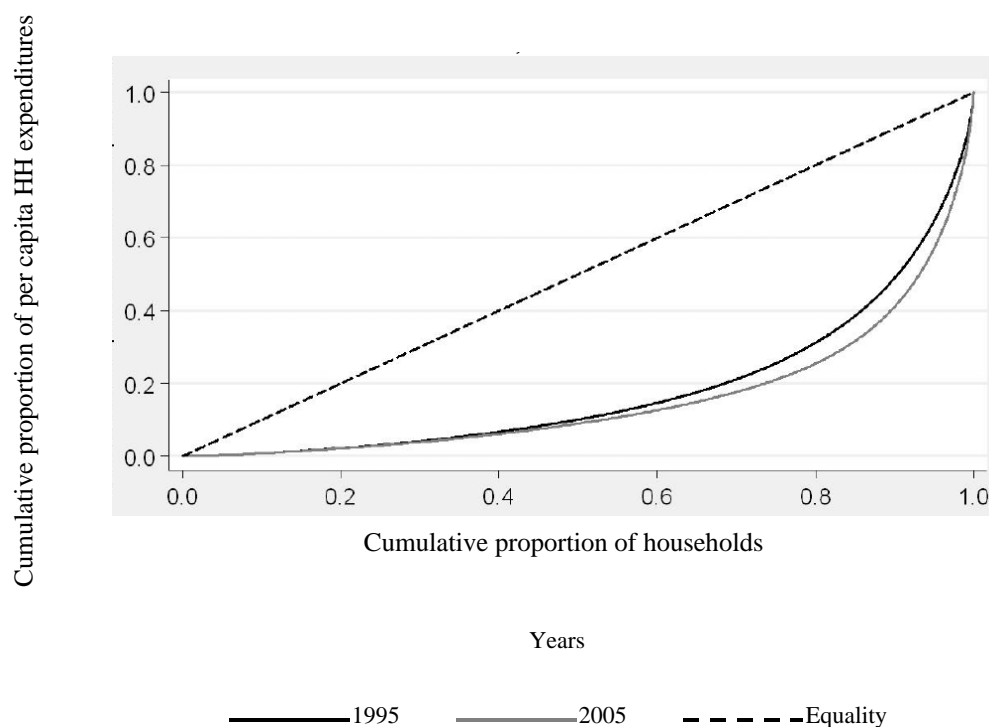 Cumulative proportion of per capita HH expenditures
1.0
0.8
0.6
0.4
0.2
0.0
0.0 0.2 0.4 0.6 0.8 1.0
Cumulative proportion of households
Years
1995 2005 Equality